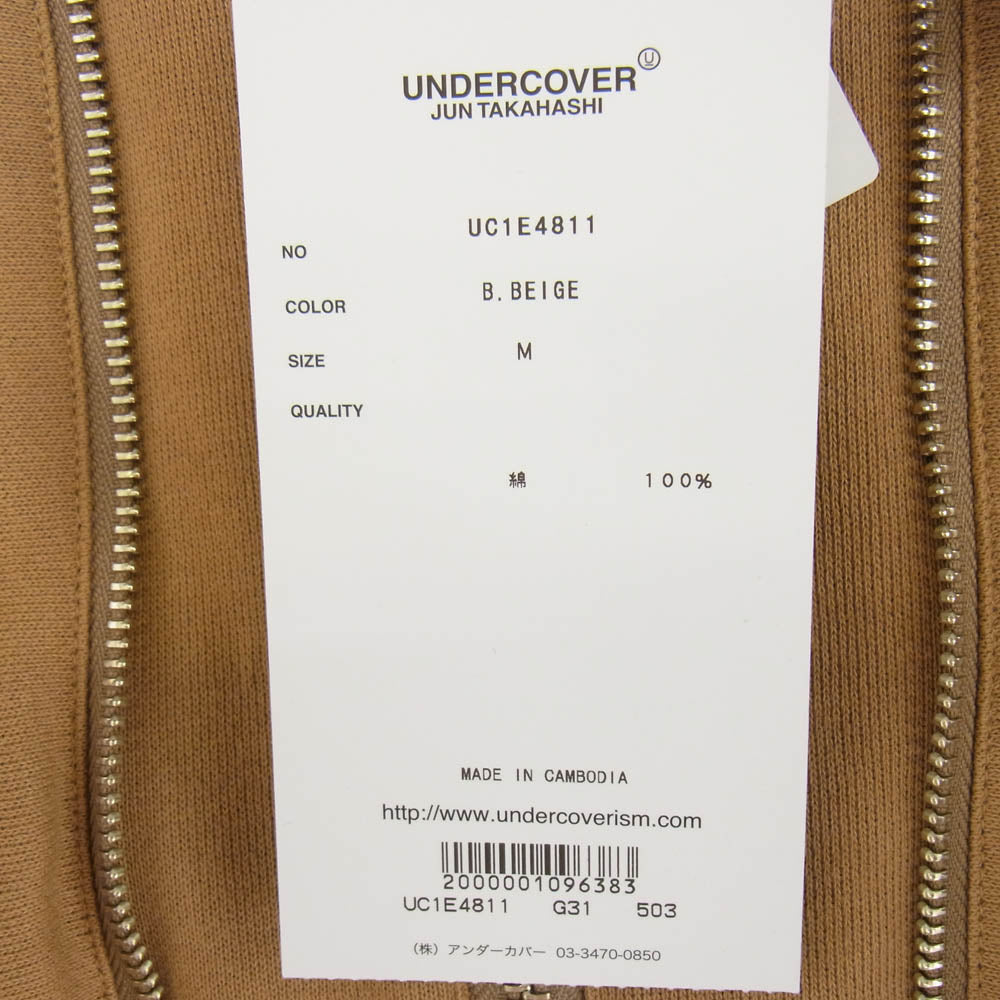 UNDERCOVER Ⓤ
JUN TAKAHASHI
NO UC1E4811
COLOR B.BEIGE
SIZE M
QUALITY
綿 100%
MADE IN CAMBODIA
http://www.undercoverism.com
2000001096383
UC1E4811 G31 503
(株) アンダーカバー 03-3470-0850